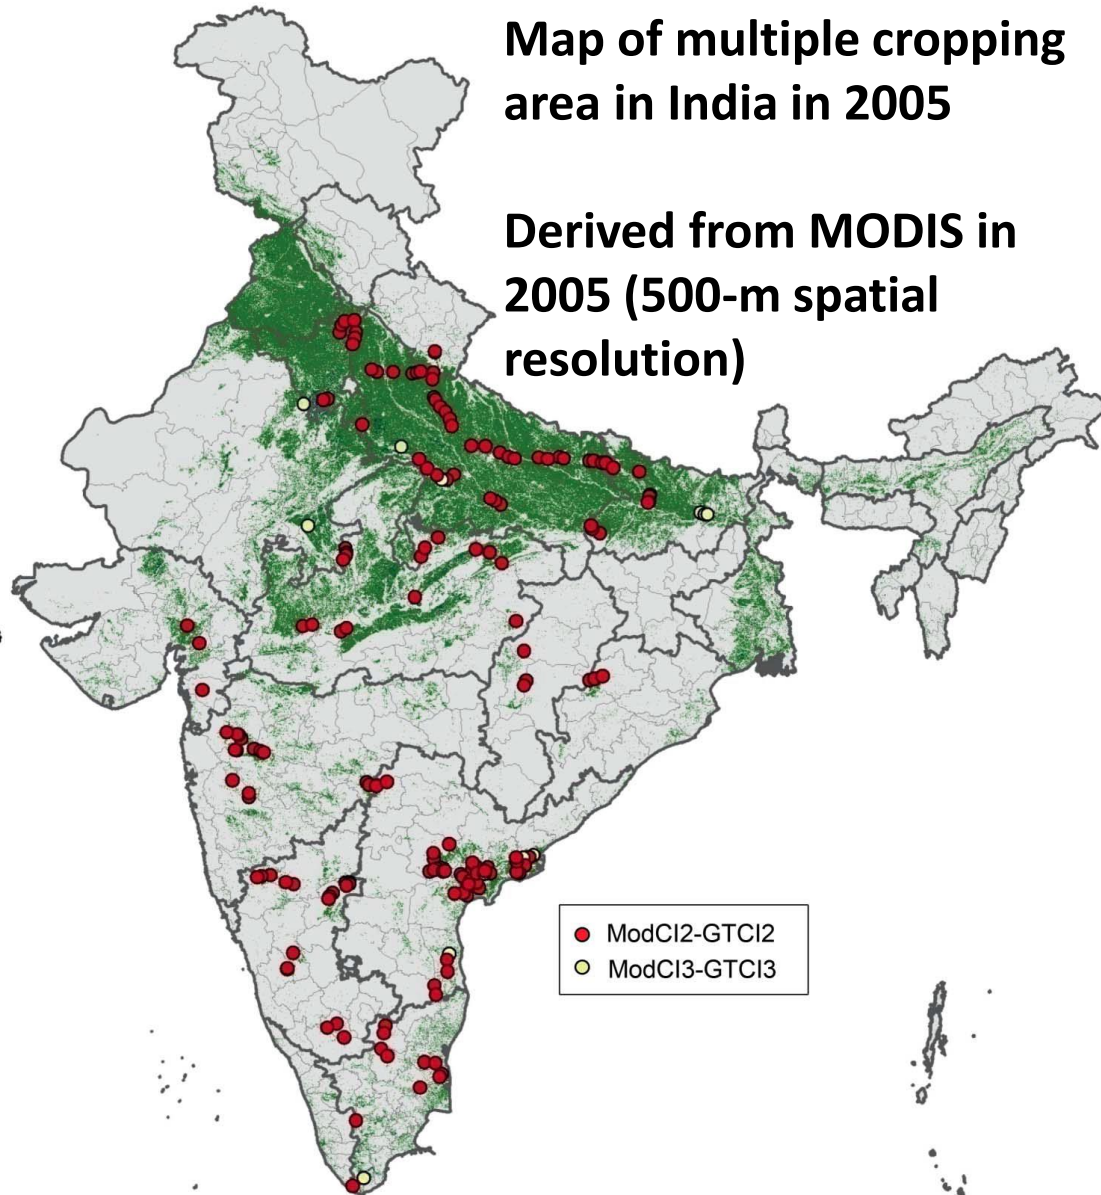 Map of multiple cropping
area in India in 2005
Derived from MODIS in
2005 (500-m spatial
resolution)
ModCI2-GTCI2
ModCI3-GTCI3